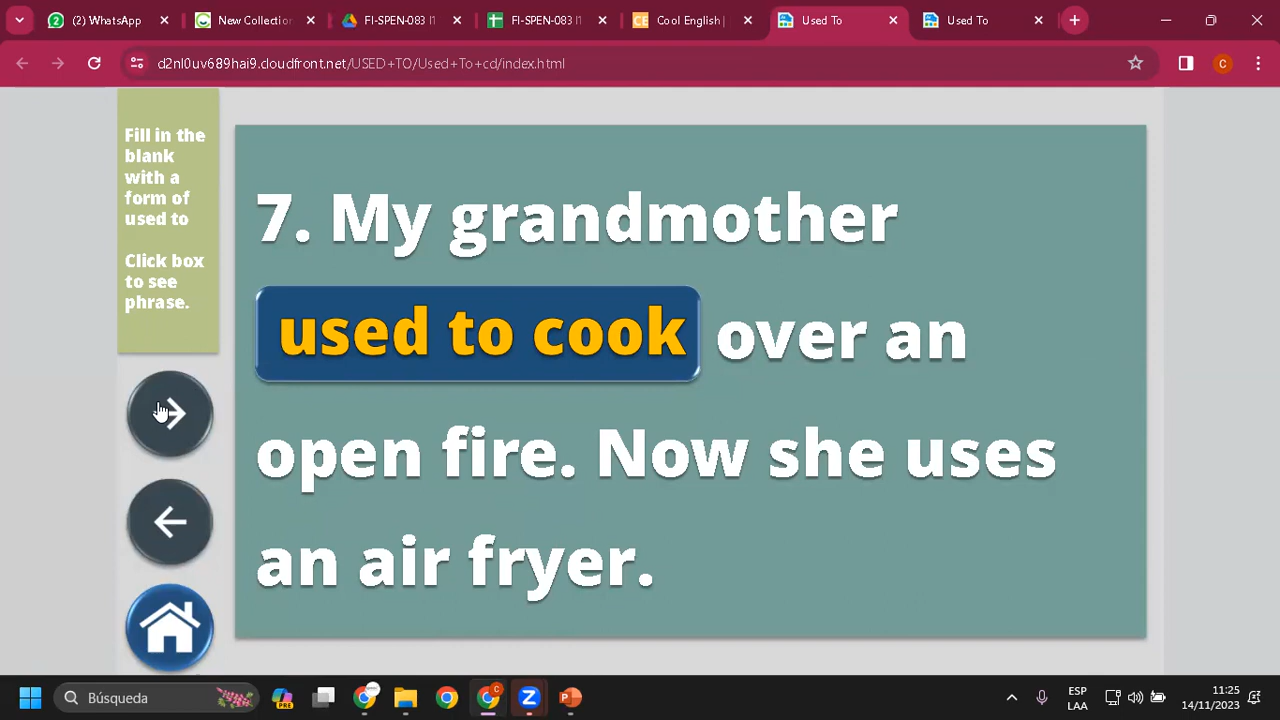 (2) WhatsApp
New Collection
FI-SPEN-083 I1
FI-SPEN-083 I1
Cool English |
Used To
Used To
d2nl0uv689hai9.cloudfront.net/USED+TO/Used+To+cd/index.html
C
Fill in the
blank
with a
form of
used to
Click box
to see
phrase.
7. My grandmother
used to cook over an
open fire. Now she uses
an air fryer.
Búsqueda
PRE
C
ESP
LAA
11:25
14/11/2023